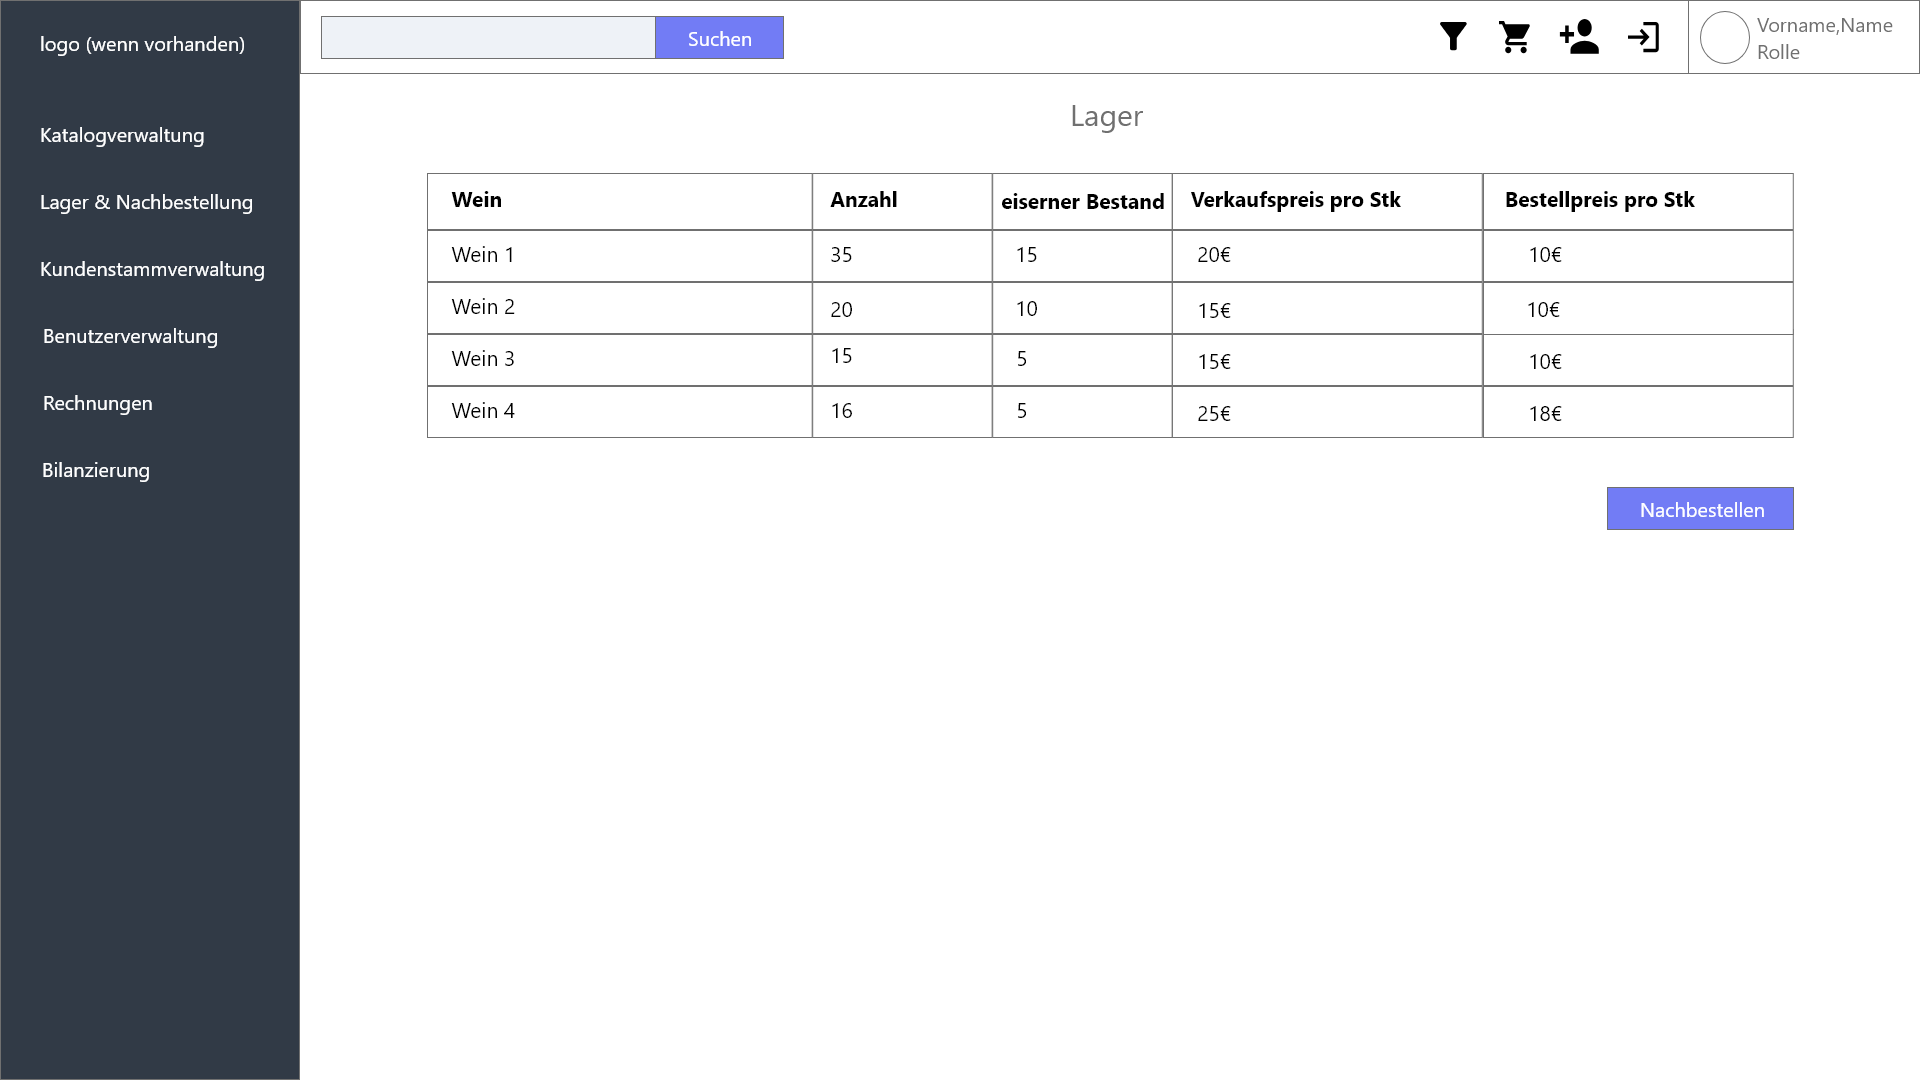 logo (wenn vorhanden)
Katalogverwaltung
Lager & Nachbestellung
Kundenstammverwaltung
Benutzerverwaltung
Rechnungen
Bilanzierung
Suchen
Vorname,Name
Rolle
Lager
Wein Anzahl eiserner Bestand Verkaufspreis pro Stk Bestellpreis pro Stk
Wein 1 35 15 20€ 10€
Wein 2 20 10 15€ 10€
Wein 3 15 5 15€ 10€
Wein 4 16 5 25€ 18€
Nachbestellen